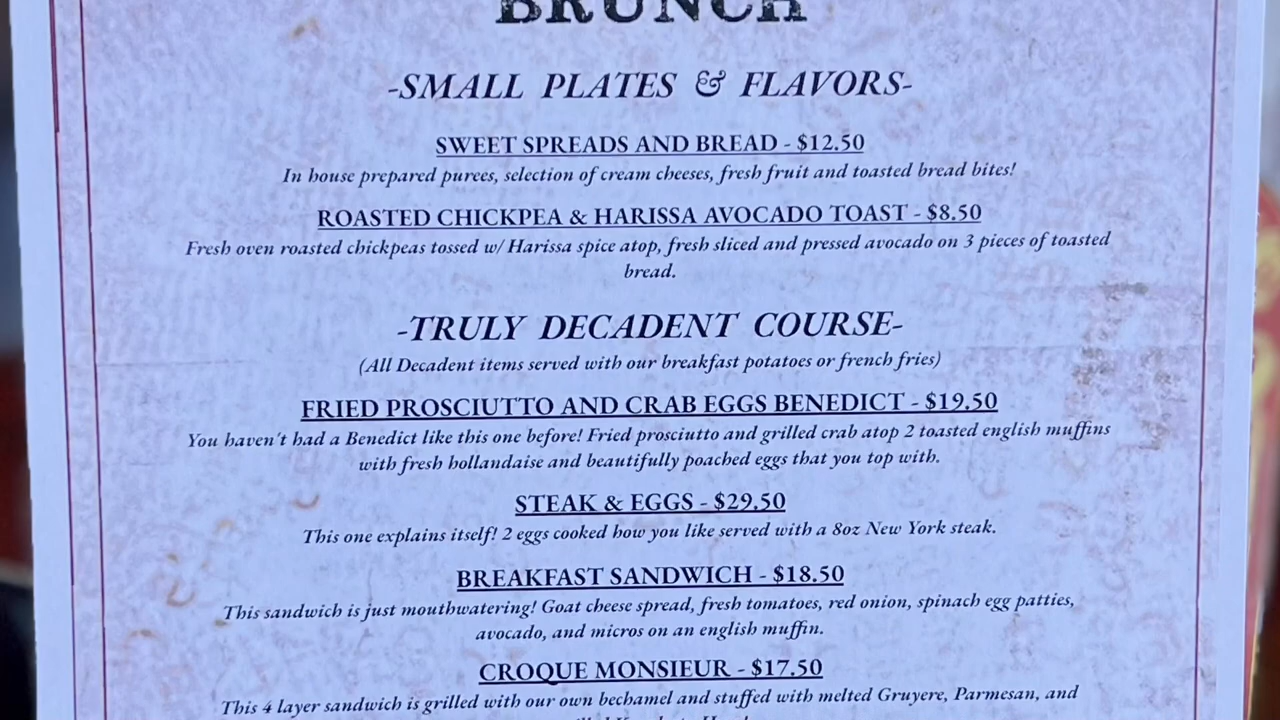 BRUNCH
-SMALL PLATES & FLAVORS-
SWEET SPREADS AND BREAD - $12.50
In house prepared purees, selection of cream cheeses, fresh fruit and toasted bread bites!
ROASTED CHICKPEA & HARISSA AVOCADO TOAST - $8.50
Fresh oven roasted chickpeas tossed w/ Harissa spice atop, fresh sliced and pressed avocado on 3 pieces of toasted
bread.
-TRULY DECADENT COURSE-
(All Decadent items served with our breakfast potatoes or french fries)
FRIED PROSCIUTTO AND CRAB EGGS BENEDICT - $19.50
You haven't had a Benedict like this one before! Fried prosciutto and grilled crab atop 2 toasted english muffins
with fresh hollandaise and beautifully poached eggs that you top with.
STEAK & EGGS - $29.50
This one explains itself! 2 eggs cooked how you like served with a 8oz New York steak.
BREAKFAST SANDWICH - $18.50
This sandwich is just mouthwatering! Goat cheese spread, fresh tomatoes, red onion, spinach egg patties,
avocado, and micros on an english muffin.
CROQUE MONSIEUR - $17.50
This 4 layer sandwich is grilled with our own bechamel and stuffed with melted Gruyere, Parmesan, and